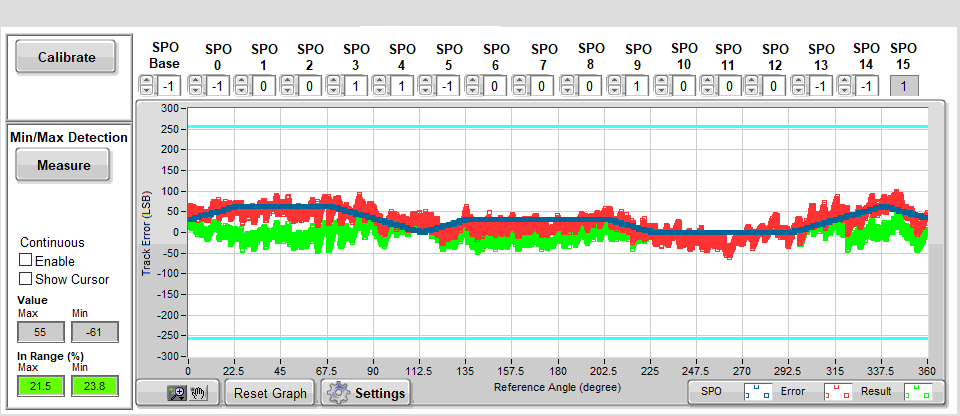 Calibrate
Min/Max Detection
Measure
Continuous
Enable
Show Cursor
Value
Max Min
55 -61
In Range (%)
Max Min
21.5 23.8
SPO Base SPO 0 SPO 1 SPO 2 SPO 3 SPO 4 SPO 5 SPO 6 SPO 7 SPO 8 SPO 9 SPO 10 SPO 11 SPO 12 SPO 13 SPO 14 SPO 15
-1 -1 0 0 1 1 -1 0 0 0 1 0 0 0 -1 -1 1
Track Error (LSB)
300
250
200
150
100
50
0
-50
-100
-150
-200
-250
-300
0 22.5 45 67.5 90 112.5 135 157.5 180 202.5 225 247.5 270 292.5 315 337.5 360
Reference Angle (degree)
Reset Graph
Settings
SPO Error Result